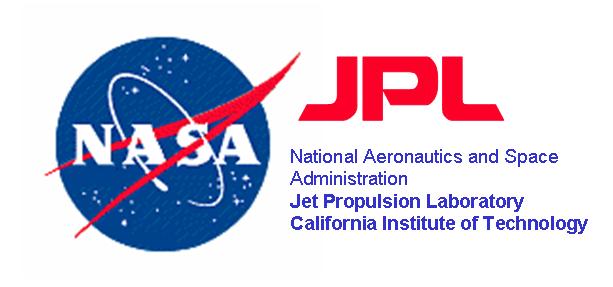 NASA
JPL
National Aeronautics and Space
Administration
Jet Propulsion Laboratory
California Institute of Technology